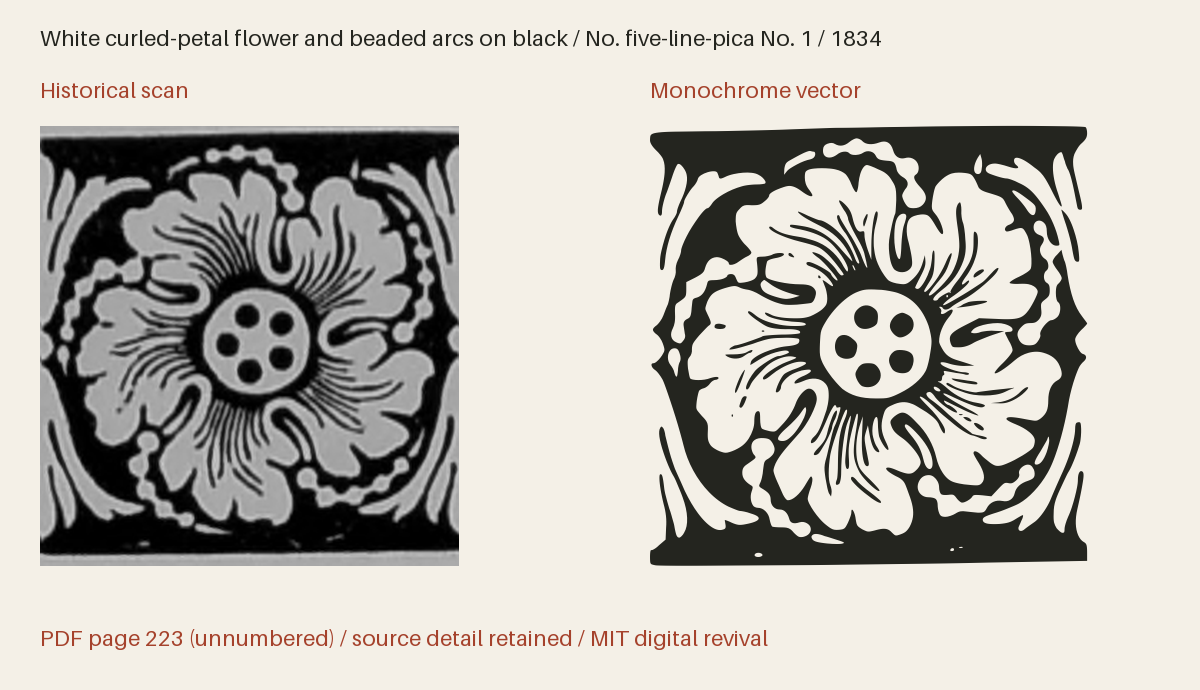 White curled-petal flower and beaded arcs on black / No. five-line-pica No. 1 / 1834
Historical scan
Monochrome vector
PDF page 223 (unnumbered) / source detail retained / MIT digital revival